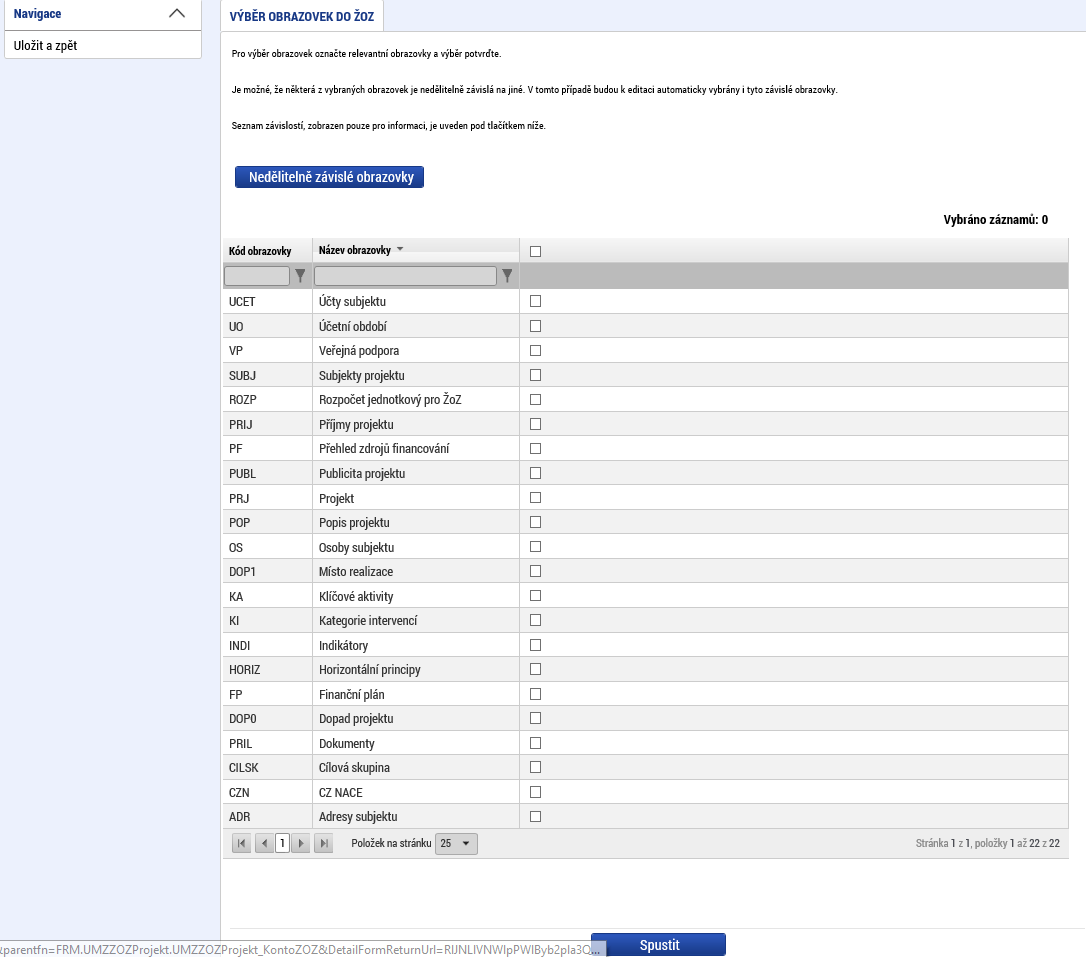 Navigace
Uložit a zpět
VÝBĚR OBRAZOVEK DO ŽOZ
Pro výběr obrazovek označte relevantní obrazovky a výběr potvrďte.
Je možné, že některá z vybraných obrazovek je nedělitelně závislá na jiné. V tomto případě budou k editaci automaticky vybrány i tyto závislé obrazovky.
Seznam závislostí, zobrazen pouze pro informaci, je uveden pod tlačítkem níže.
Nedělitelně závislé obrazovky
Vybráno záznamů: 0
Kód obrazovky Název obrazovky
UCET Účty subjektu
UO Účetní období
VP Veřejná podpora
SUBJ Subjekty projektu
ROZP Rozpočet jednotkový pro ŽoZ
PRIJ Příjmy projektu
PF Přehled zdrojů financování
PUBL Publicita projektu
PRJ Projekt
POP Popis projektu
OS Osoby subjektu
DOP1 Místo realizace
KA Klíčové aktivity
KI Kategorie intervencí
INDI Indikátory
HORIZ Horizontální principy
FP Finanční plán
DOP0 Dopad projektu
PRIL Dokumenty
CILSK Cílová skupina
CZN CZ NACE
ADR Adresy subjektu
1 Položek na stránku 25 Stránka 1 z 1, položky 1 až 22 z 22
Spustit